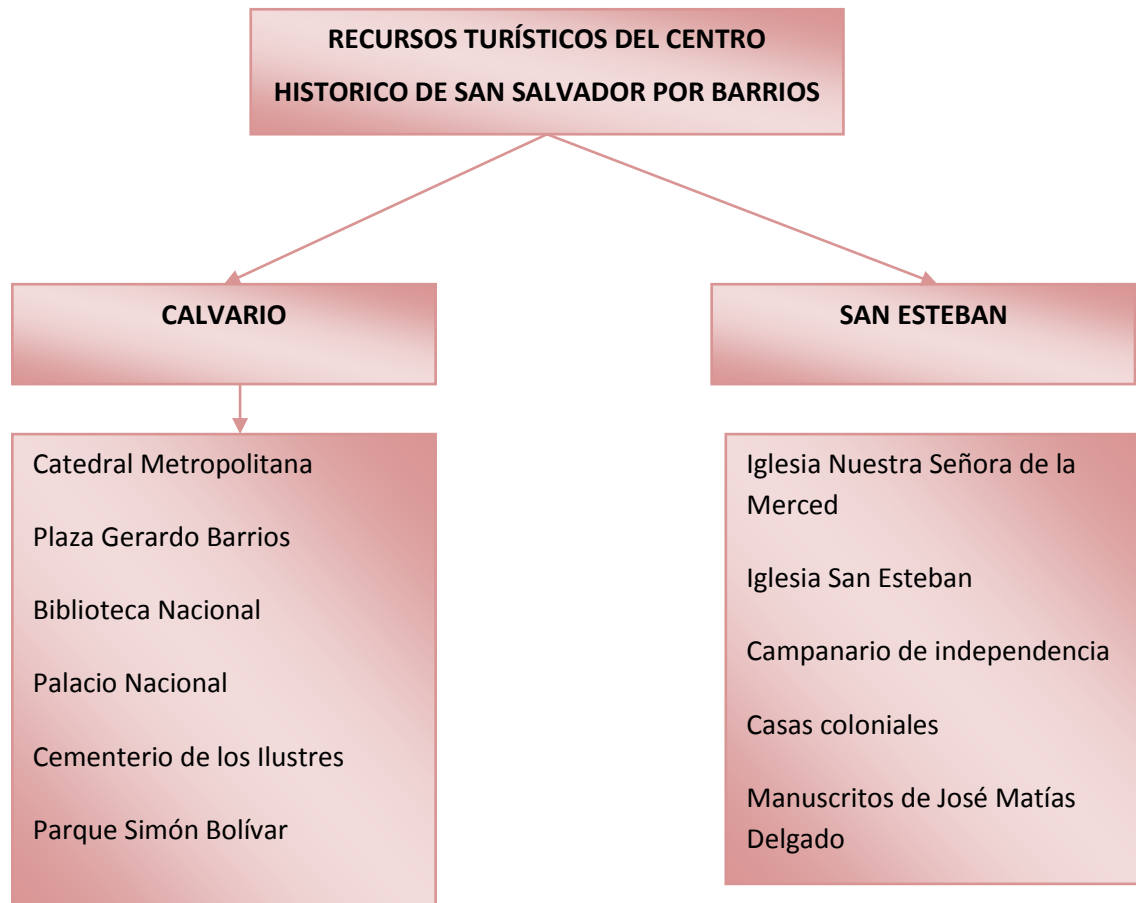 RECURSOS TURÍSTICOS DEL CENTRO
HISTORICO DE SAN SALVADOR POR BARRIOS
CALVARIO
Catedral Metropolitana
Plaza Gerardo Barrios
Biblioteca Nacional
Palacio Nacional
Cementerio de los Ilustres
Parque Simón Bolívar
SAN ESTEBAN
Iglesia Nuestra Señora de la
Merced
Iglesia San Esteban
Campanario de independencia
Casas coloniales
Manuscritos de José Matías
Delgado